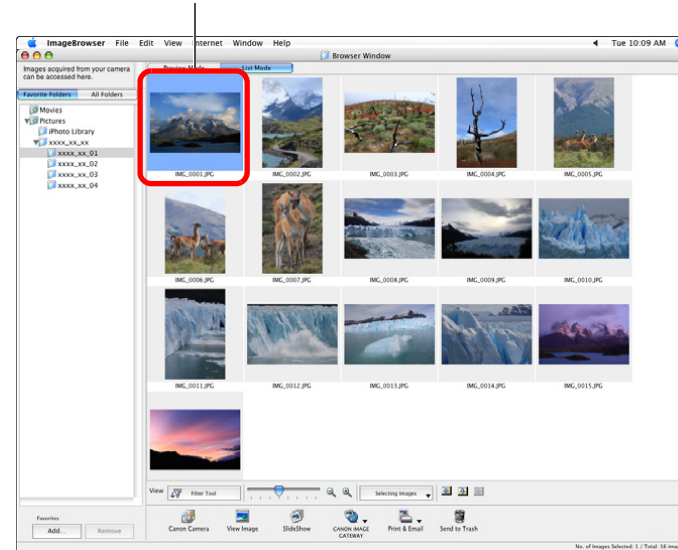 ImageBrowser File Edit View Internet Window Help Tue 10:09 AM
Browser Window
Images acquired from your camera
can be accessed here.
Preview Mode List Mode
Favorite Folders All Folders
Movies
Pictures
iPhoto Library
xxxx_xx_xx
xxxx_xx_01
xxxx_xx_02
xxxx_xx_03
xxxx_xx_04
IMG_0001.JPG IMG_0002.JPG IMG_0003.JPG IMG_0004.JPG IMG_0005.JPG
IMG_0006.JPG IMG_0007.JPG IMG_0008.JPG IMG_0009.JPG IMG_0010.JPG
IMG_0011.JPG IMG_0012.JPG IMG_0013.JPG IMG_0014.JPG IMG_0015.JPG
View Filter Tool Selecting Images
Favorites
Add... Remove
Canon Camera View Image SlideShow CANON iMAGE GATEWAY Print & Email Send to Trash
No. of Images Selected: 1 / Total: 16 ima